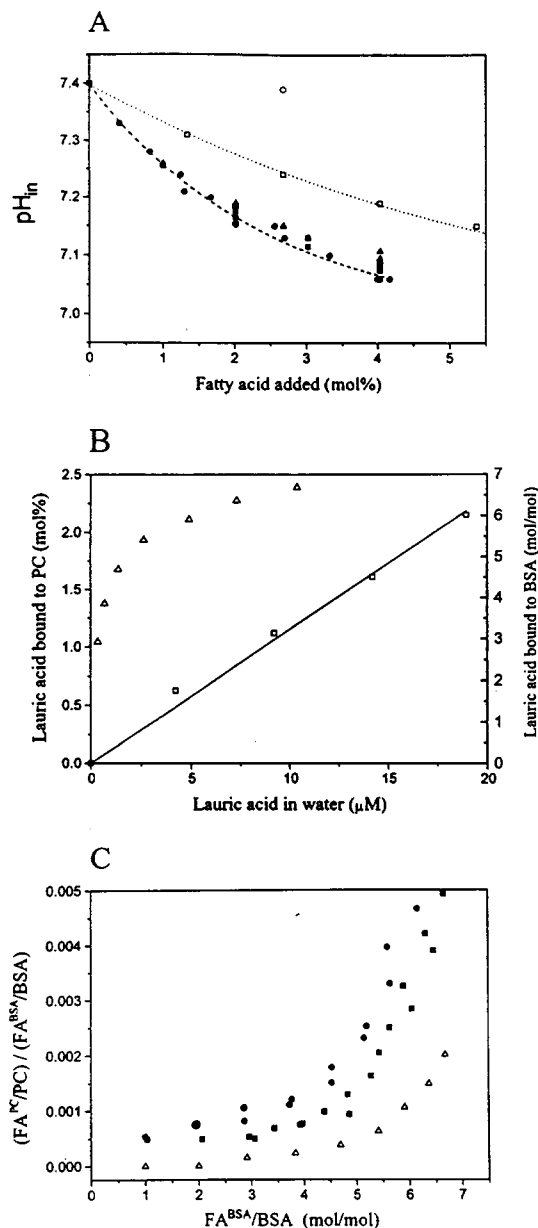 A
7.4
7.3
7.2
7.1
7.0
pH_in
0 1 2 3 4 5
Fatty acid added (mol%)
B
2.5
2.0
1.5
1.0
0.5
0.0
Lauric acid bound to PC (mol%)
7
6
5
4
3
2
1
0
Lauric acid bound to BSA (mol/mol)
0 5 10 15 20
Lauric acid in water (µM)
C
0.005
0.004
0.003
0.002
0.001
0.000
(FA^PC/PC) / (FA^BSA/BSA)
0 1 2 3 4 5 6 7
FA^BSA/BSA (mol/mol)